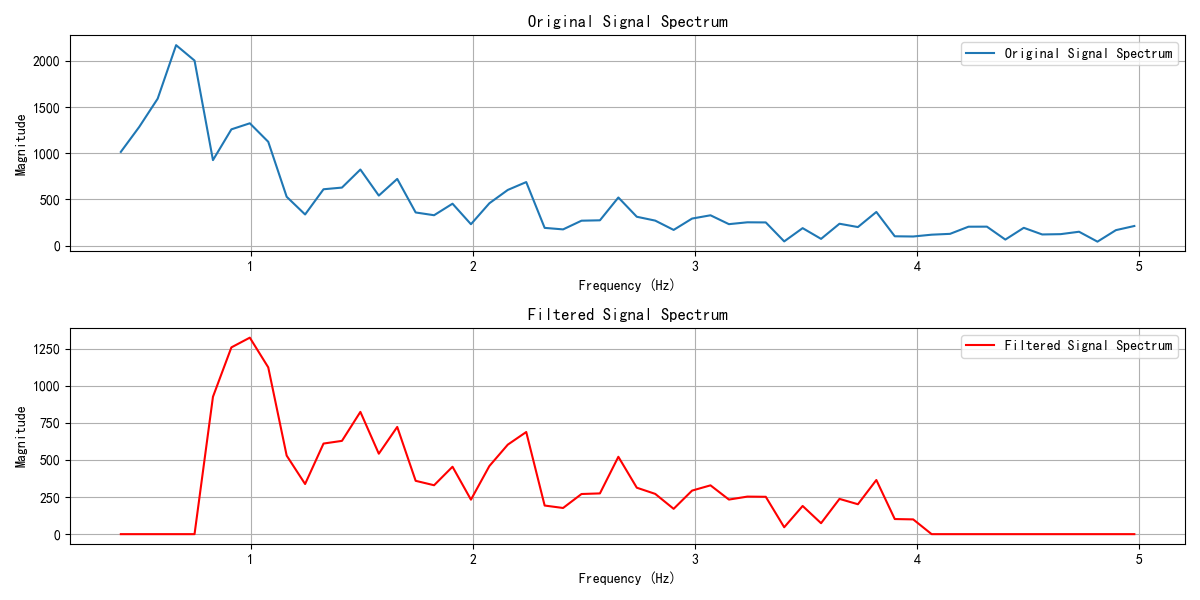 Original Signal Spectrum
Original Signal Spectrum
Magnitude
2000
1500
1000
500
0
1 2 3 4 5
Frequency (Hz)
Filtered Signal Spectrum
Filtered Signal Spectrum
Magnitude
1250
1000
750
500
250
0
1 2 3 4 5
Frequency (Hz)